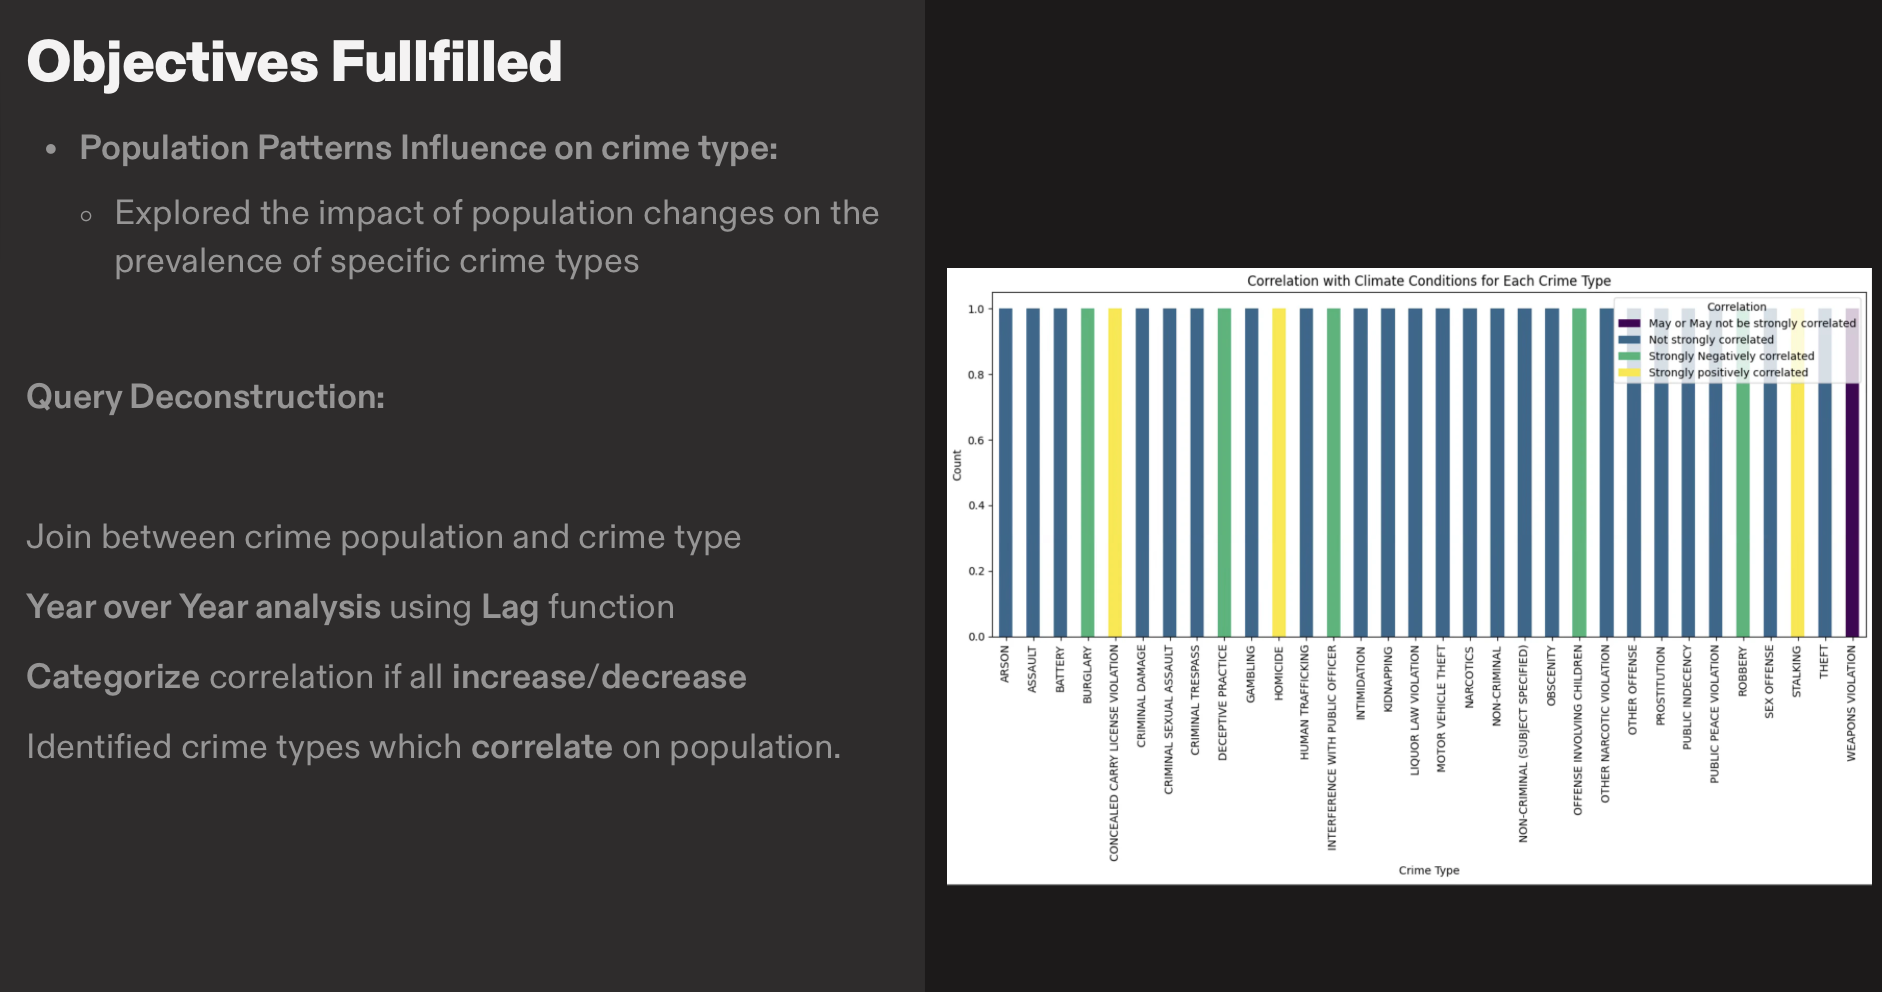 Objectives Fullfilled
• Population Patterns Influence on crime type:
○ Explored the impact of population changes on the
prevalence of specific crime types
Query Deconstruction:
Join between crime population and crime type
Year over Year analysis using Lag function
Categorize correlation if all increase/decrease
Identified crime types which correlate on population.
Correlation with Climate Conditions for Each Crime Type
Correlation
May or May not be strongly correlated
Not strongly correlated
Strongly Negatively correlated
Strongly positively correlated
Count
1.0
0.8
0.6
0.4
0.2
0.0
ARSON
ASSAULT
BATTERY
BURGLARY
CONCEALED CARRY LICENSE VIOLATION
CRIMINAL DAMAGE
CRIMINAL SEXUAL ASSAULT
CRIMINAL TRESPASS
DECEPTIVE PRACTICE
GAMBLING
HOMICIDE
HUMAN TRAFFICKING
INTERFERENCE WITH PUBLIC OFFICER
INTIMIDATION
KIDNAPPING
LIQUOR LAW VIOLATION
MOTOR VEHICLE THEFT
NARCOTICS
NON-CRIMINAL
NON-CRIMINAL (SUBJECT SPECIFIED)
OBSCENITY
OFFENSE INVOLVING CHILDREN
OTHER NARCOTIC VIOLATION
OTHER OFFENSE
PROSTITUTION
PUBLIC INDECENCY
PUBLIC PEACE VIOLATION
ROBBERY
SEX OFFENSE
STALKING
THEFT
WEAPONS VIOLATION
Crime Type